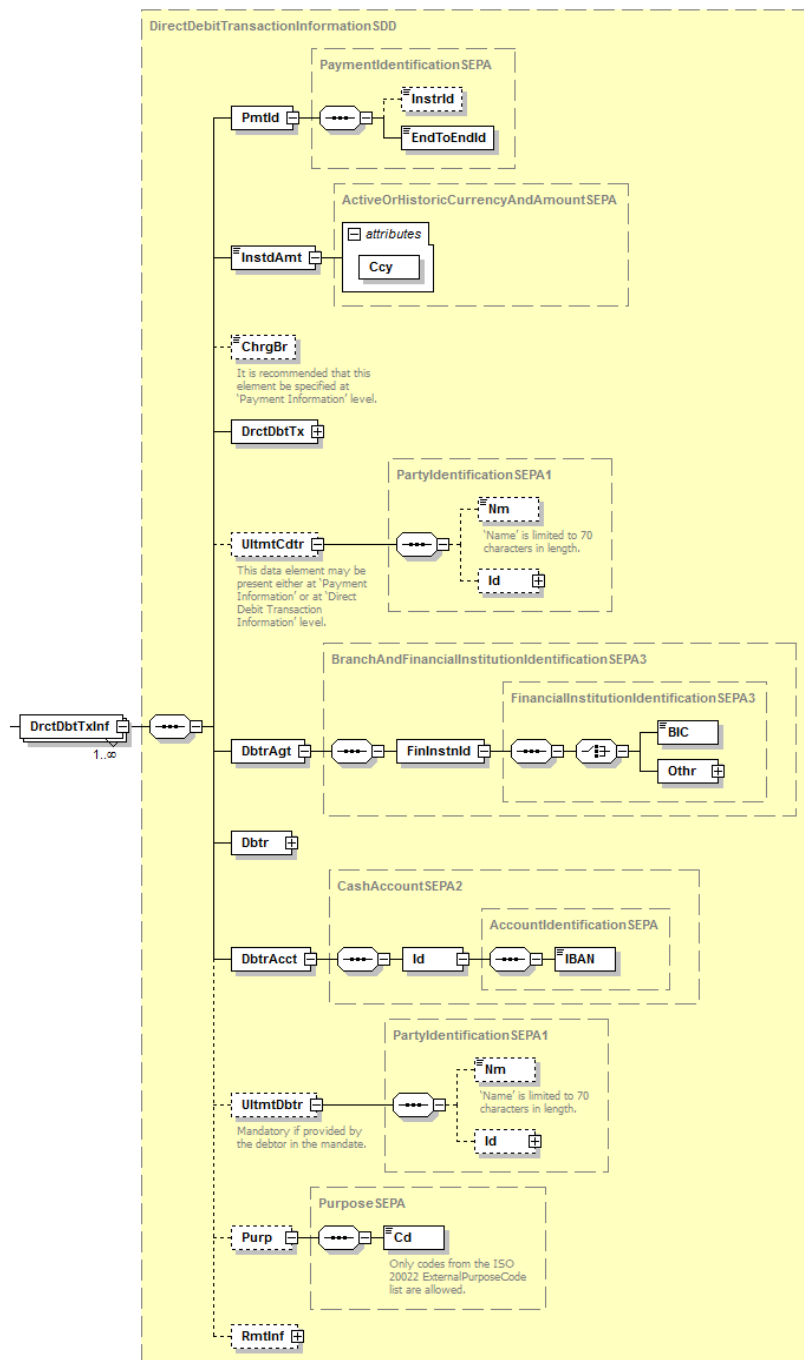 DirectDebitTransactionInformationSDD
PaymentIdentificationSEPA
InstrId
PmtId
EndToEndId
ActiveOrHistoricCurrencyAndAmountSEPA
attributes
InstdAmt
Ccy
ChrgBr
It is recommended that this
element be specified at
'Payment Information' level.
DrctDbtTx
PartyIdentificationSEPA1
Nm
'Name' is limited to 70
characters in length.
UltmtCdtr
This data element may be
present either at 'Payment
Information' or at 'Direct
Debit Transaction
Information' level.
Id
BranchAndFinancialInstitutionIdentificationSEPA3
FinancialInstitutionIdentificationSEPA3
DrctDbtTxInf
1..∞
BIC
DbtrAgt
FinInstnId
Othr
Dbtr
CashAccountSEPA2
AccountIdentificationSEPA
DbtrAcct
Id
IBAN
PartyIdentificationSEPA1
Nm
'Name' is limited to 70
characters in length.
UltmtDbtr
Mandatory if provided by
the debtor in the mandate.
Id
PurposeSEPA
Purp
Cd
Only codes from the ISO
20022 ExternalPurposeCode
list are allowed.
RmtInf